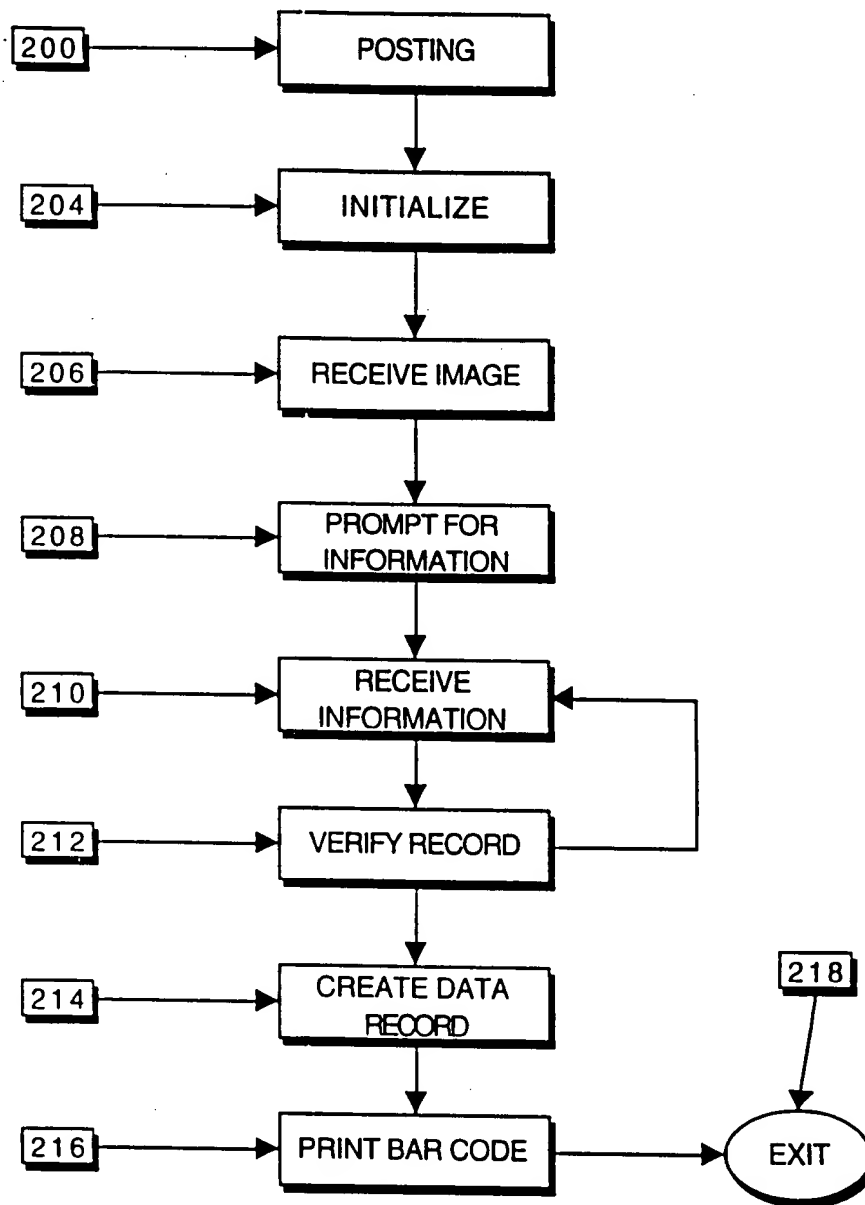 200
POSTING
204
INITIALIZE
206
RECEIVE IMAGE
208
PROMPT FOR
INFORMATION
210
RECEIVE
INFORMATION
212
VERIFY RECORD
214
CREATE DATA
RECORD
218
216
PRINT BAR CODE
EXIT